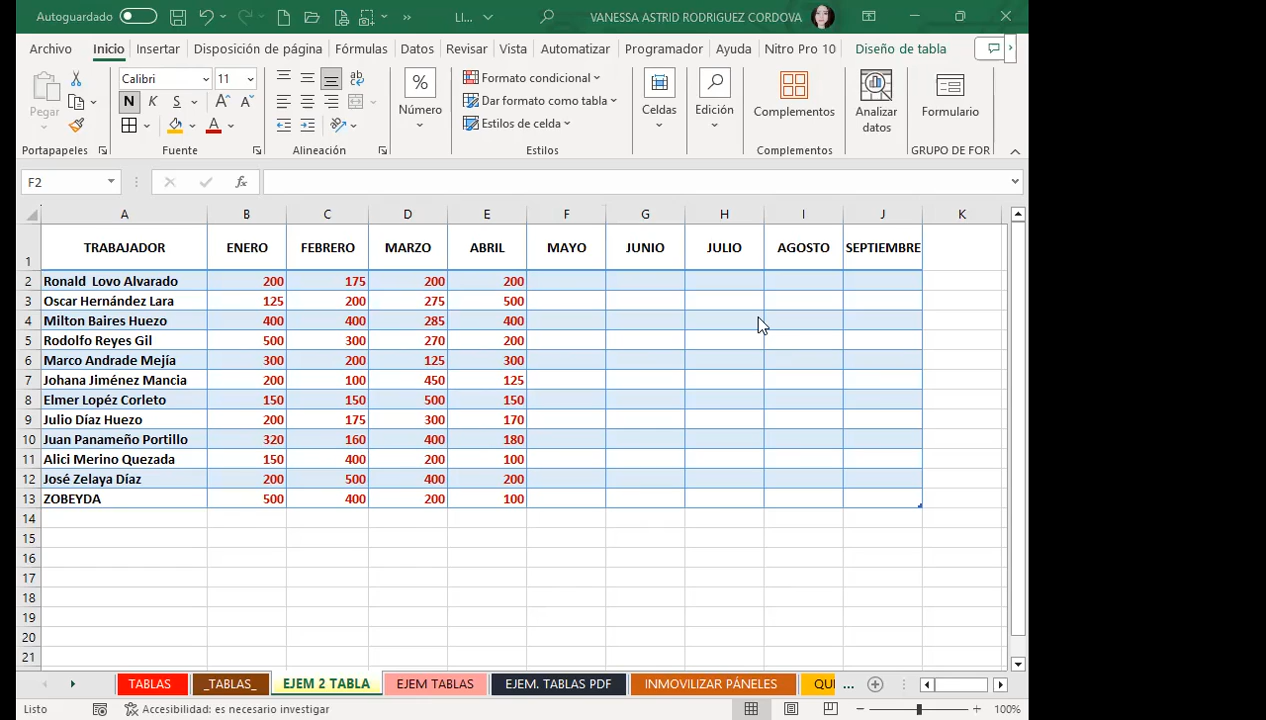 Autoguardado LI... VANESSA ASTRID RODRIGUEZ CORDOVA
Archivo Inicio Insertar Disposición de página Fórmulas Datos Revisar Vista Automatizar Programador Ayuda Nitro Pro 10 Diseño de tabla
Calibri 11 ab Formato condicional
Pegar N K S A A % Número Dar formato como tabla Celdas Edición Complementos Analizar datos Formulario
A Estilos de celda
Portapapeles Fuente Alineación Estilos Complementos GRUPO DE FOR
F2 fx
A B C D E F G H I J K
1 TRABAJADOR ENERO FEBRERO MARZO ABRIL MAYO JUNIO JULIO AGOSTO SEPTIEMBRE
2 Ronald Lovo Alvarado 200 175 200 200
3 Oscar Hernández Lara 125 200 275 500
4 Milton Baires Huezo 400 400 285 400
5 Rodolfo Reyes Gil 500 300 270 200
6 Marco Andrade Mejía 300 200 125 300
7 Johana Jiménez Mancia 200 100 450 125
8 Elmer Lopéz Corleto 150 150 500 150
9 Julio Díaz Huezo 200 175 300 170
10 Juan Panameño Portillo 320 160 400 180
11 Alici Merino Quezada 150 400 200 100
12 José Zelaya Díaz 200 500 400 200
13 ZOBEYDA 500 400 200 100
14
15
16
17
18
19
20
21
TABLAS _TABLAS_ EJEM 2 TABLA EJEM TABLAS EJEM. TABLAS PDF INMOVILIZAR PÁNELES QUI ...
Listo Accesibilidad: es necesario investigar 100%